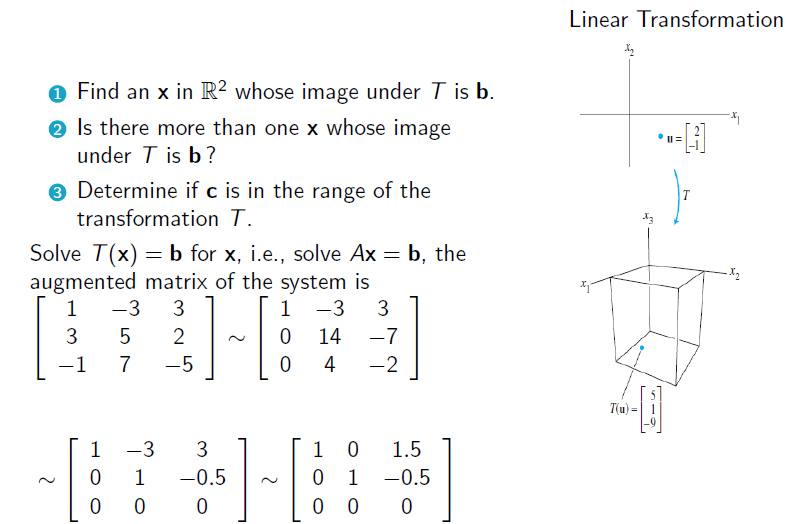 Linear Transformation
x₂
x₁
u = [2 −1]
T
x₃
x₁
x₂
T(u) = [5 1 −9]
1 Find an x in ℝ² whose image under T is b.
2 Is there more than one x whose image
under T is b?
3 Determine if c is in the range of the
transformation T.
Solve T(x) = b for x, i.e., solve Ax = b, the
augmented matrix of the system is
1 −3 3 1 −3 3
3 5 2 ∼ 0 14 −7
−1 7 −5 0 4 −2
1 −3 3 1 0 1.5
∼ 0 1 −0.5 ∼ 0 1 −0.5
0 0 0 0 0 0